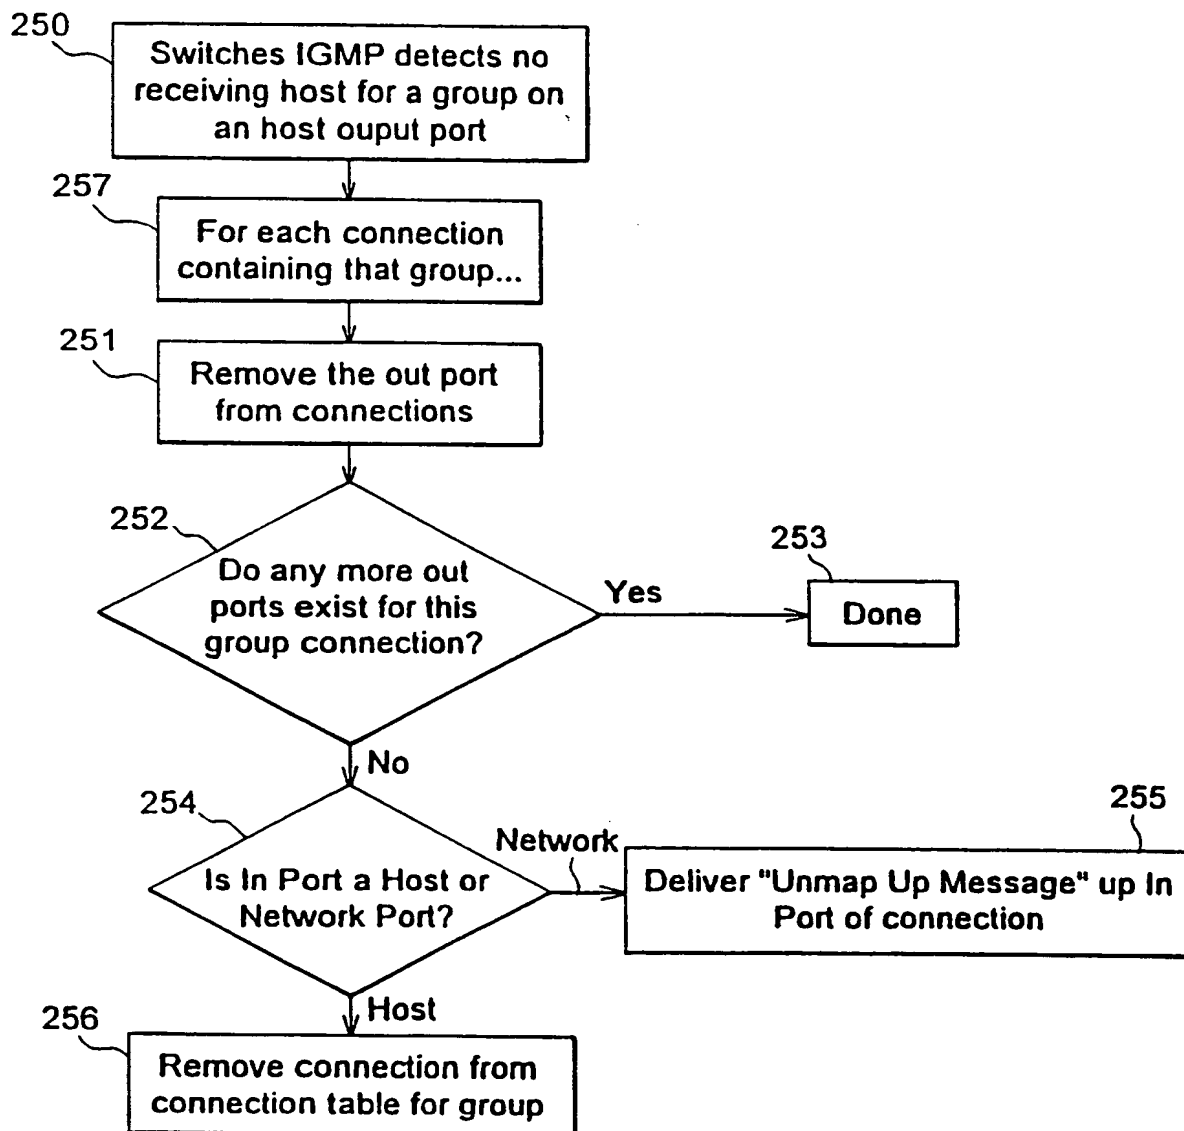 250
Switches IGMP detects no
receiving host for a group on
an host ouput port
257
For each connection
containing that group...
251
Remove the out port
from connections
252
Do any more out
ports exist for this
group connection?
Yes
253
Done
No
254
Is In Port a Host or
Network Port?
Network
255
Deliver "Unmap Up Message" up In
Port of connection
Host
256
Remove connection from
connection table for group